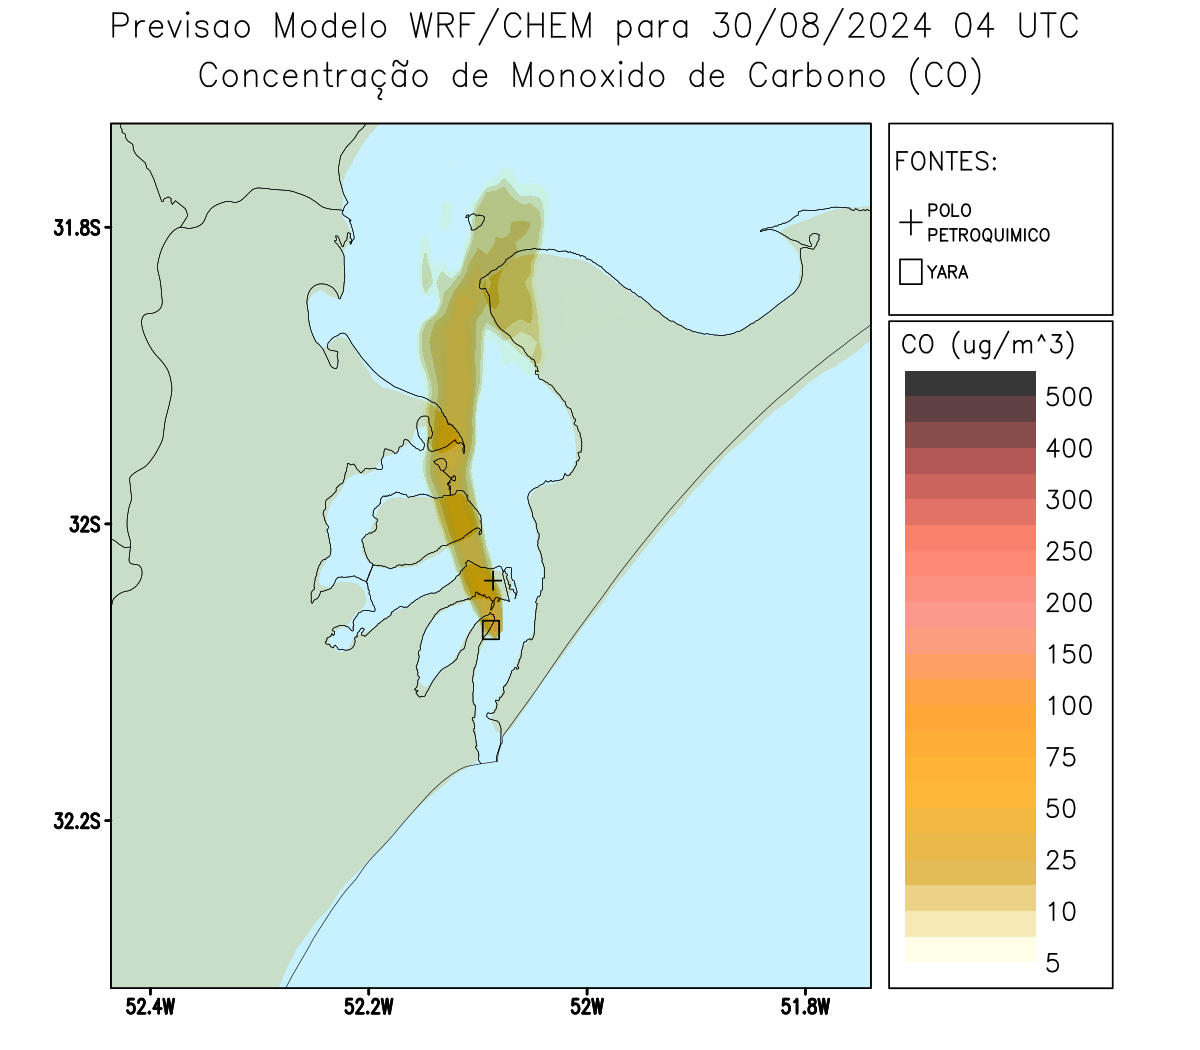 Previsao Modelo WRF/CHEM para 30/08/2024 04 UTC
Concentração de Monoxido de Carbono (CO)
FONTES:
POLO
PETROQUIMICO
YARA
CO (ug/m^3)
500
400
300
250
200
150
100
75
50
25
10
5
31.8S
32S
32.2S
52.4W
52.2W
52W
51.8W